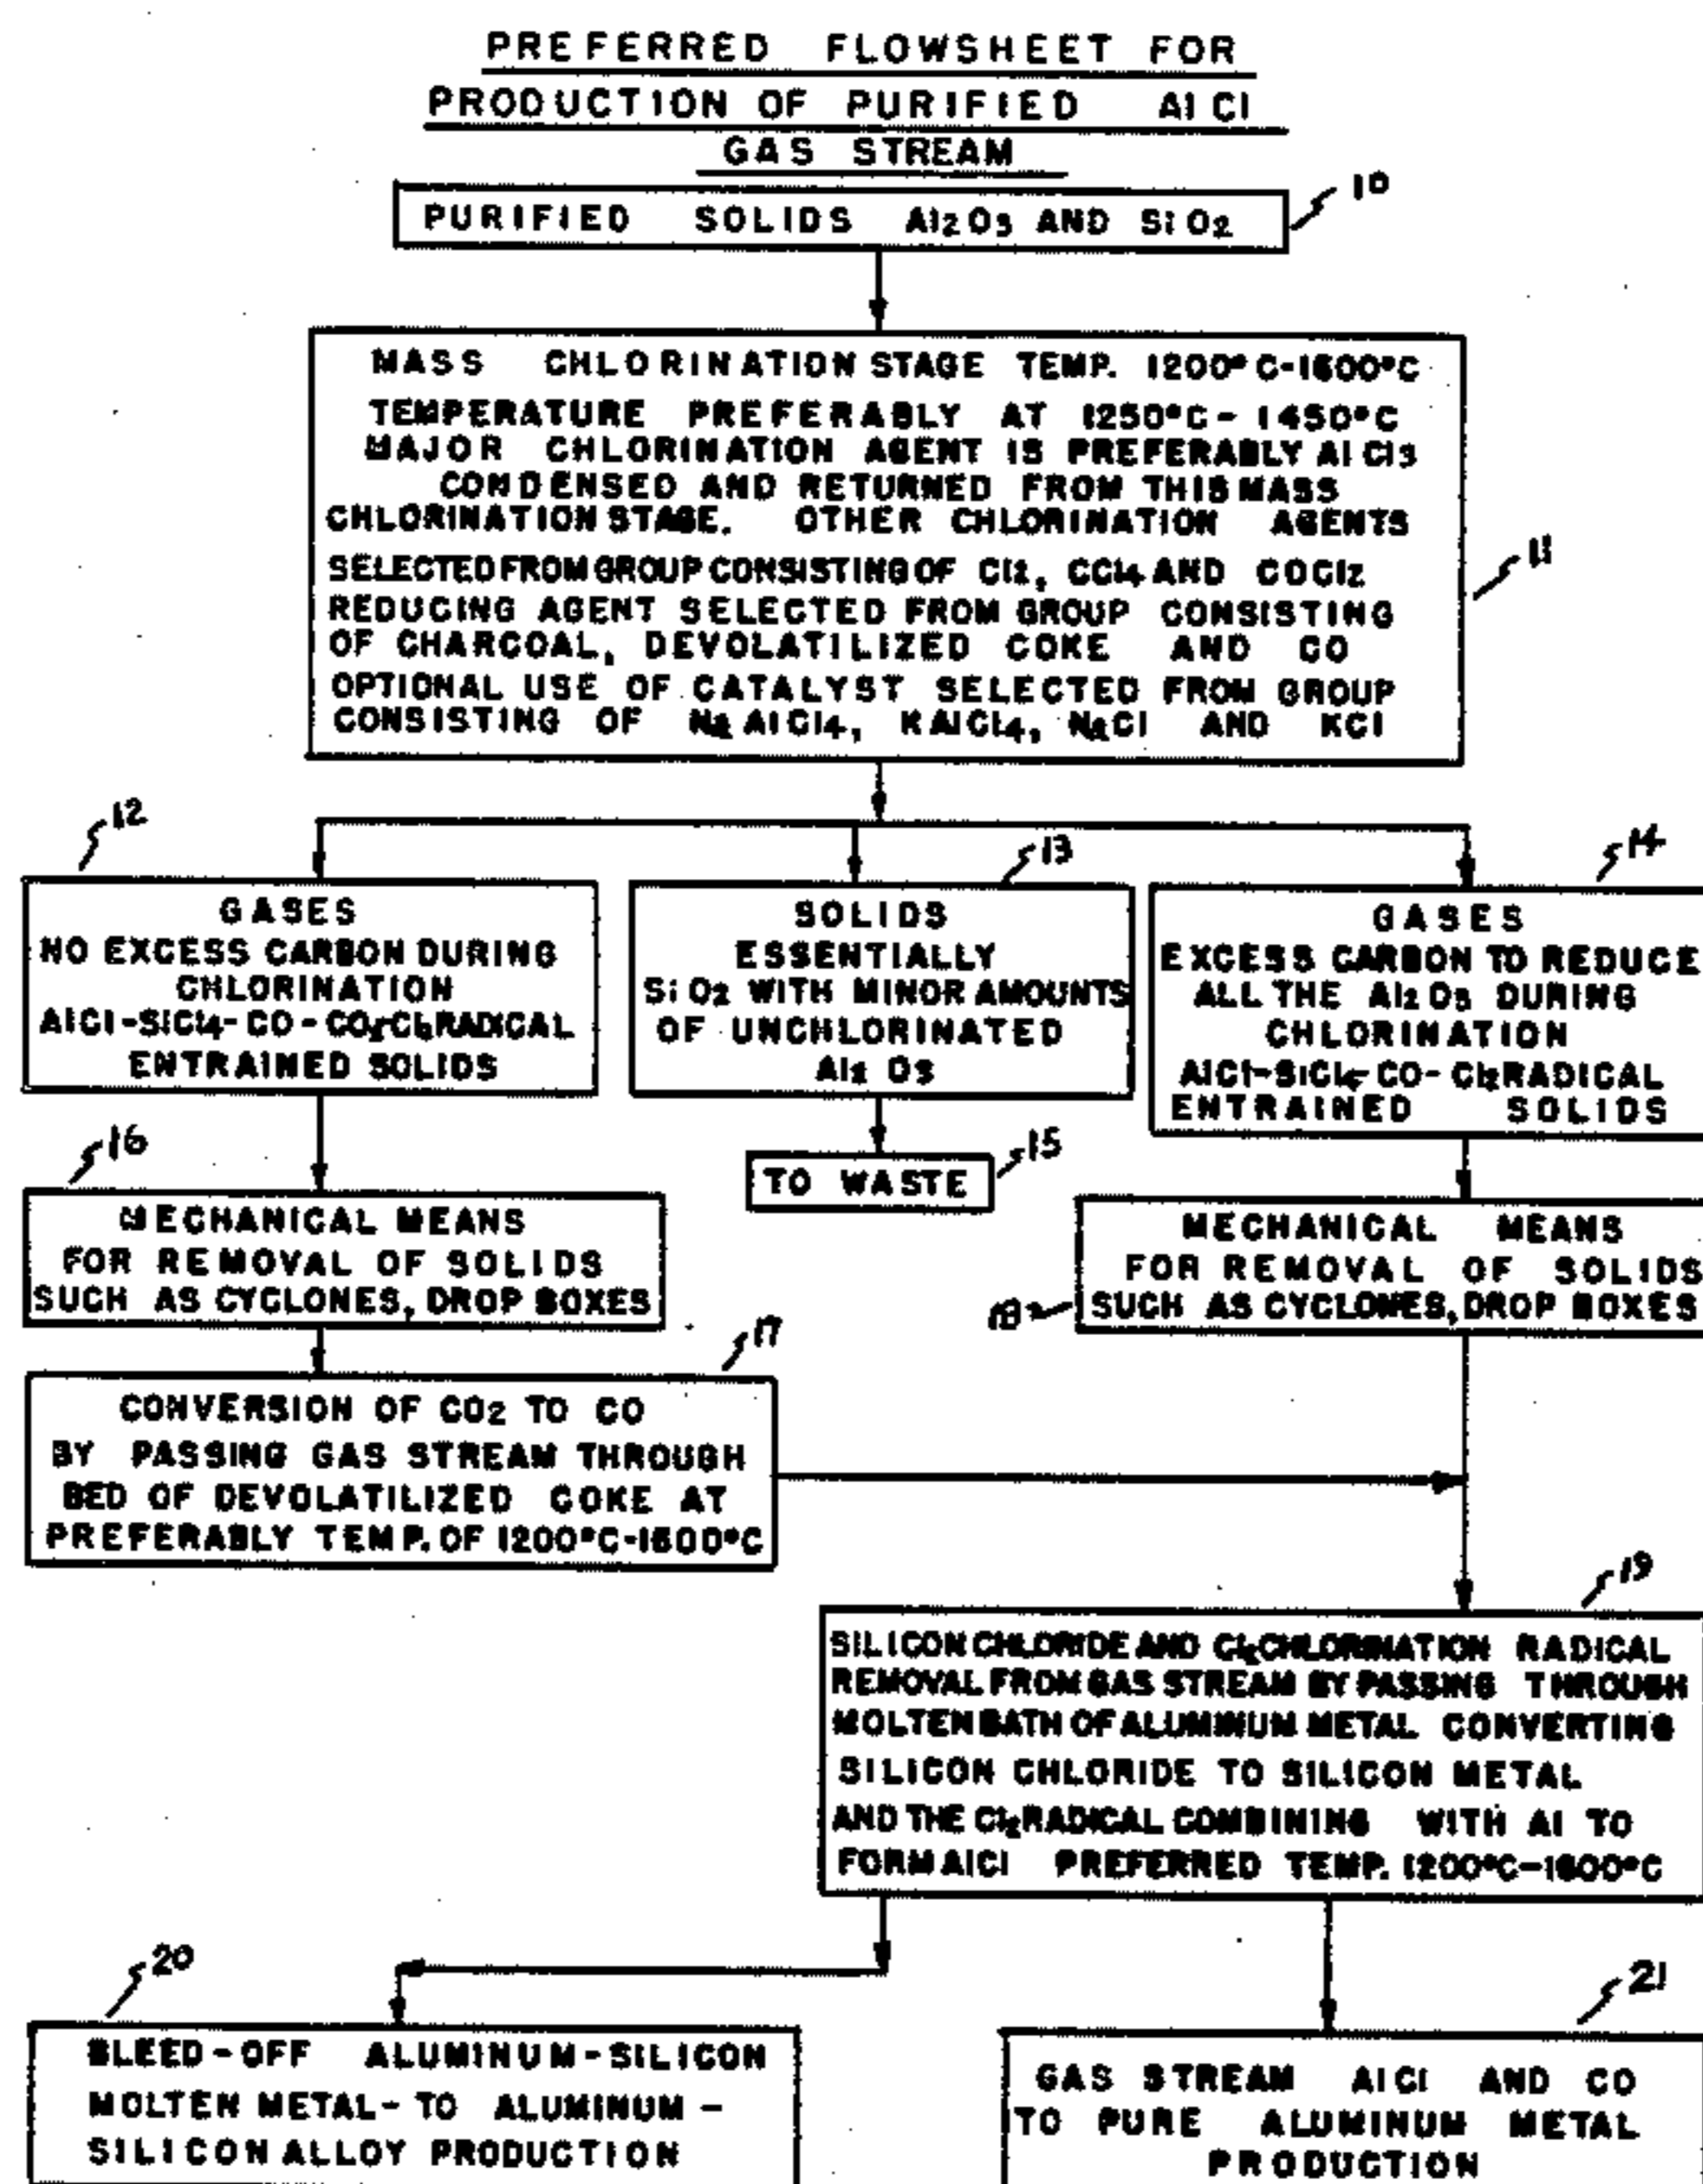 PREFERRED FLOWSHEET FOR
PRODUCTION OF PURIFIED AlCl
GAS STREAM
PURIFIED SOLIDS Al2O3 AND SiO2
10
MASS CHLORINATION STAGE TEMP. 1200°C-1600°C
TEMPERATURE PREFERABLY AT 1250°C - 1450°C
MAJOR CHLORINATION AGENT IS PREFERABLY AlCl3
CONDENSED AND RETURNED FROM THIS MASS
CHLORINATION STAGE. OTHER CHLORINATION AGENTS
SELECTED FROM GROUP CONSISTING OF Cl2, CCl4 AND COCl2
REDUCING AGENT SELECTED FROM GROUP CONSISTING
OF CHARCOAL, DEVOLATILIZED COKE AND CO
OPTIONAL USE OF CATALYST SELECTED FROM GROUP
CONSISTING OF NaAlCl4, KAlCl4, NaCl AND KCl
11
12
GASES
NO EXCESS CARBON DURING
CHLORINATION
AlCl-SiCl4-CO-CO2-Cl2 RADICAL
ENTRAINED SOLIDS
13
SOLIDS
ESSENTIALLY
SiO2 WITH MINOR AMOUNTS
OF UNCHLORINATED
Al2O3
14
GASES
EXCESS CARBON TO REDUCE
ALL THE Al2O3 DURING
CHLORINATION
AlCl-SiCl4-CO-Cl2 RADICAL
ENTRAINED SOLIDS
15
TO WASTE
16
MECHANICAL MEANS
FOR REMOVAL OF SOLIDS
SUCH AS CYCLONES, DROP BOXES
18
MECHANICAL MEANS
FOR REMOVAL OF SOLIDS
SUCH AS CYCLONES, DROP BOXES
17
CONVERSION OF CO2 TO CO
BY PASSING GAS STREAM THROUGH
BED OF DEVOLATILIZED COKE AT
PREFERABLY TEMP. OF 1200°C-1600°C
19
SILICON CHLORIDE AND Cl2 CHLORINATION RADICAL
REMOVAL FROM GAS STREAM BY PASSING THROUGH
MOLTEN BATH OF ALUMINUM METAL CONVERTING
SILICON CHLORIDE TO SILICON METAL
AND THE Cl2 RADICAL COMBINING WITH Al TO
FORM AlCl PREFERRED TEMP. 1200°C-1600°C
20
BLEED-OFF ALUMINUM-SILICON
MOLTEN METAL- TO ALUMINUM -
SILICON ALLOY PRODUCTION
21
GAS STREAM AlCl AND CO
TO PURE ALUMINUM METAL
PRODUCTION